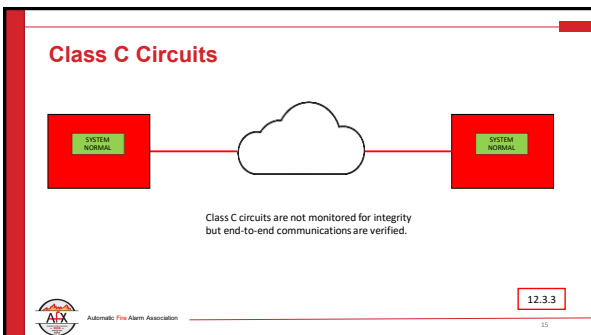 Class C Circuits
SYSTEM
NORMAL
SYSTEM
NORMAL
Class C circuits are not monitored for integrity
but end-to-end communications are verified.
12.3.3
AFX
Automatic Fire Alarm Association
15